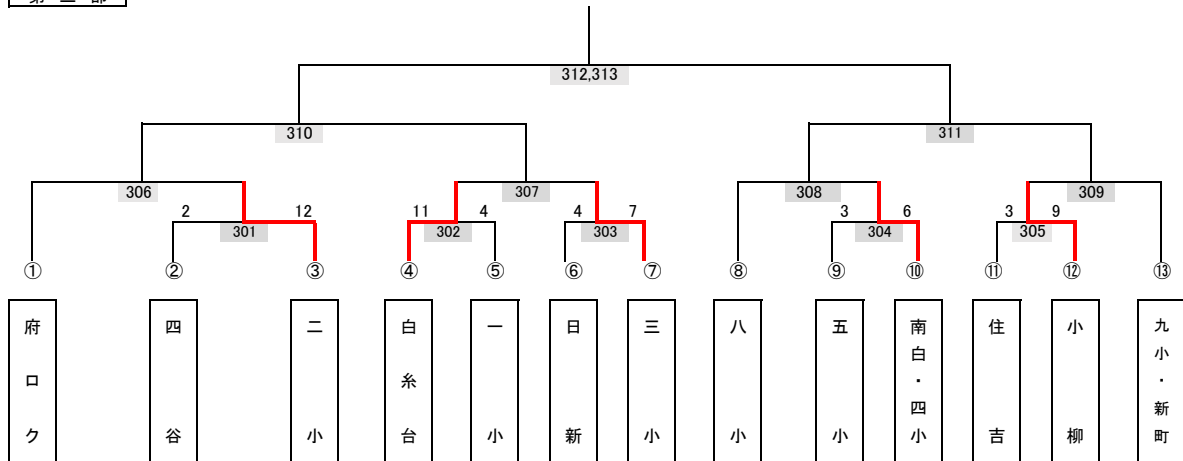 312,313
310
311
306
307
308
309
2
12
11
4
4
7
3
6
3
9
301
302
303
304
305
①
②
③
④
⑤
⑥
⑦
⑧
⑨
⑩
⑪
⑫
⑬
府ロク
四谷
二小
白糸台
一小
日新
三小
八小
五小
南白・四小
住吉
小柳
九小・新町